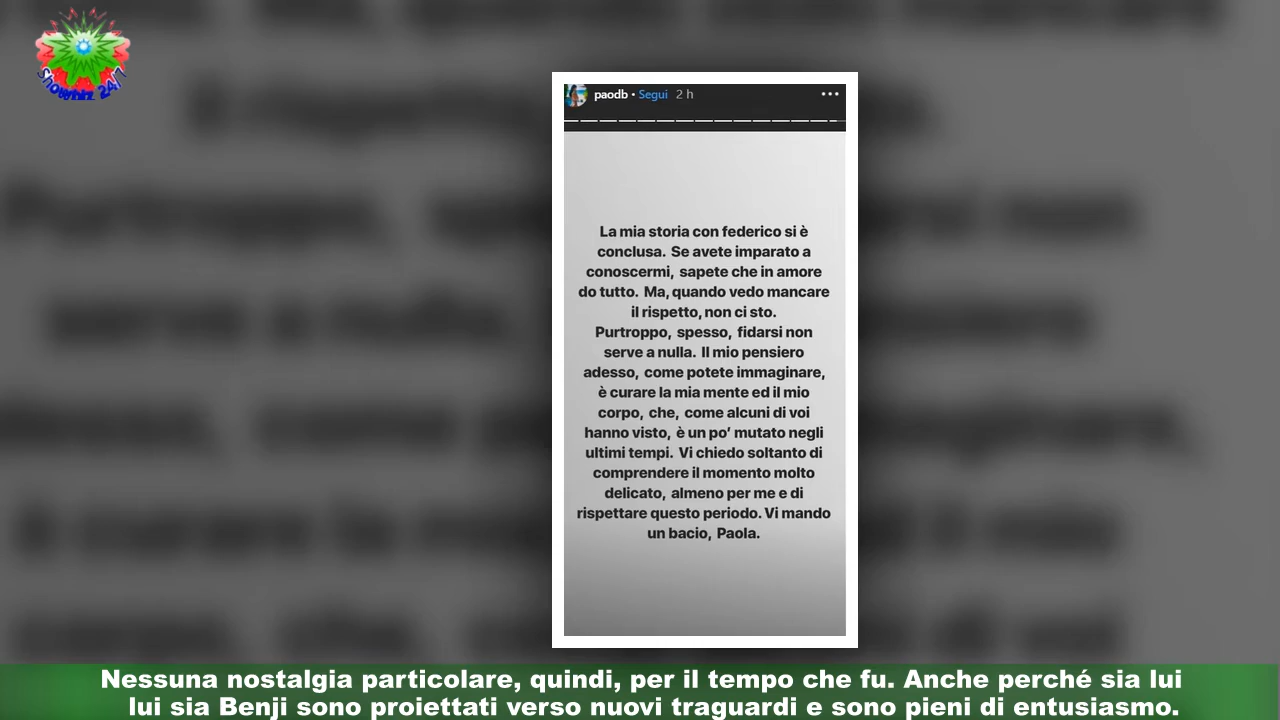 Showbiz 24/7
paodb • Segui 2 h
La mia storia con federico si è
conclusa. Se avete imparato a
conoscermi, sapete che in amore
do tutto. Ma, quando vedo mancare
il rispetto, non ci sto.
Purtroppo, spesso, fidarsi non
serve a nulla. Il mio pensiero
adesso, come potete immaginare,
è curare la mia mente ed il mio
corpo, che, come alcuni di voi
hanno visto, è un po' mutato negli
ultimi tempi. Vi chiedo soltanto di
comprendere il momento molto
delicato, almeno per me e di
rispettare questo periodo. Vi mando
un bacio, Paola.
Nessuna nostalgia particolare, quindi, per il tempo che fu. Anche perché sia lui
lui sia Benji sono proiettati verso nuovi traguardi e sono pieni di entusiasmo.